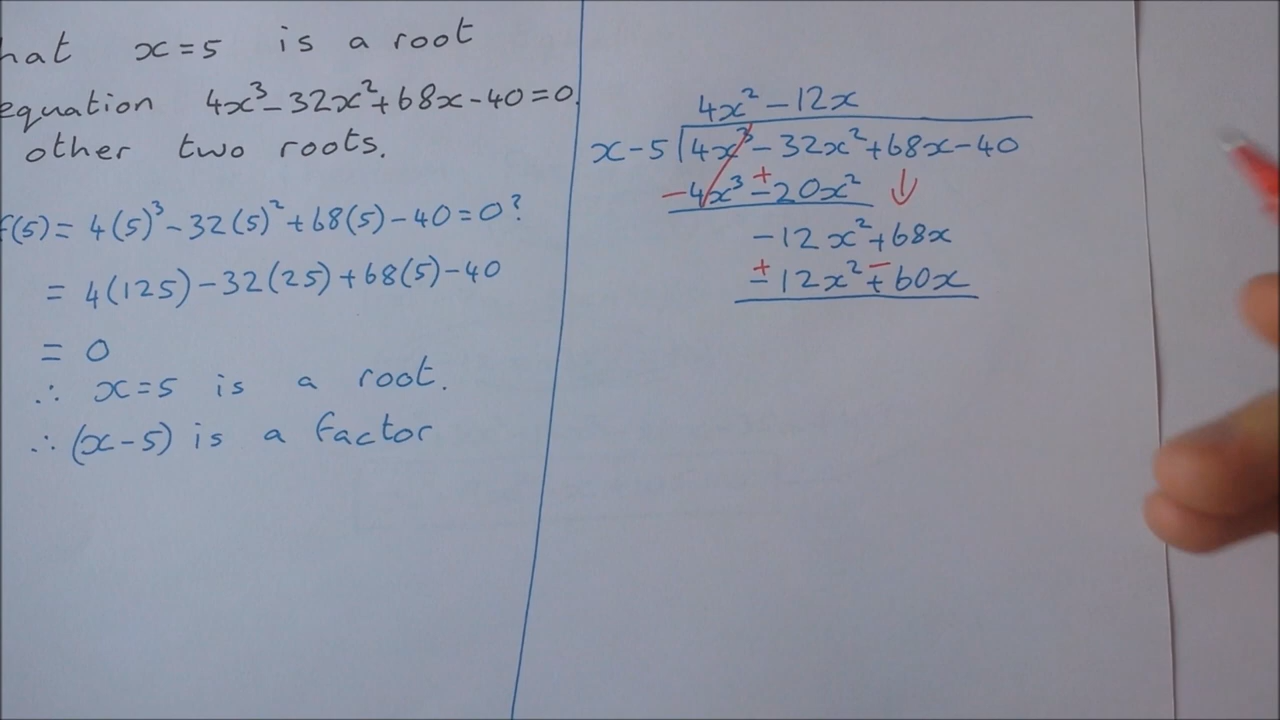 hat x=5 is a root
equation 4x³-32x²+68x-40=0
other two roots.
f(5)= 4(5)³-32(5)²+68(5)-40=0?
= 4(125)-32(25)+68(5)-40
= 0
∴ x=5 is a root.
∴ (x-5) is a factor
4x²-12x
x-5 4x³-32x²+68x-40
-4x³ +-20x² ↓
-12x²+68x
+-12x² -+60x